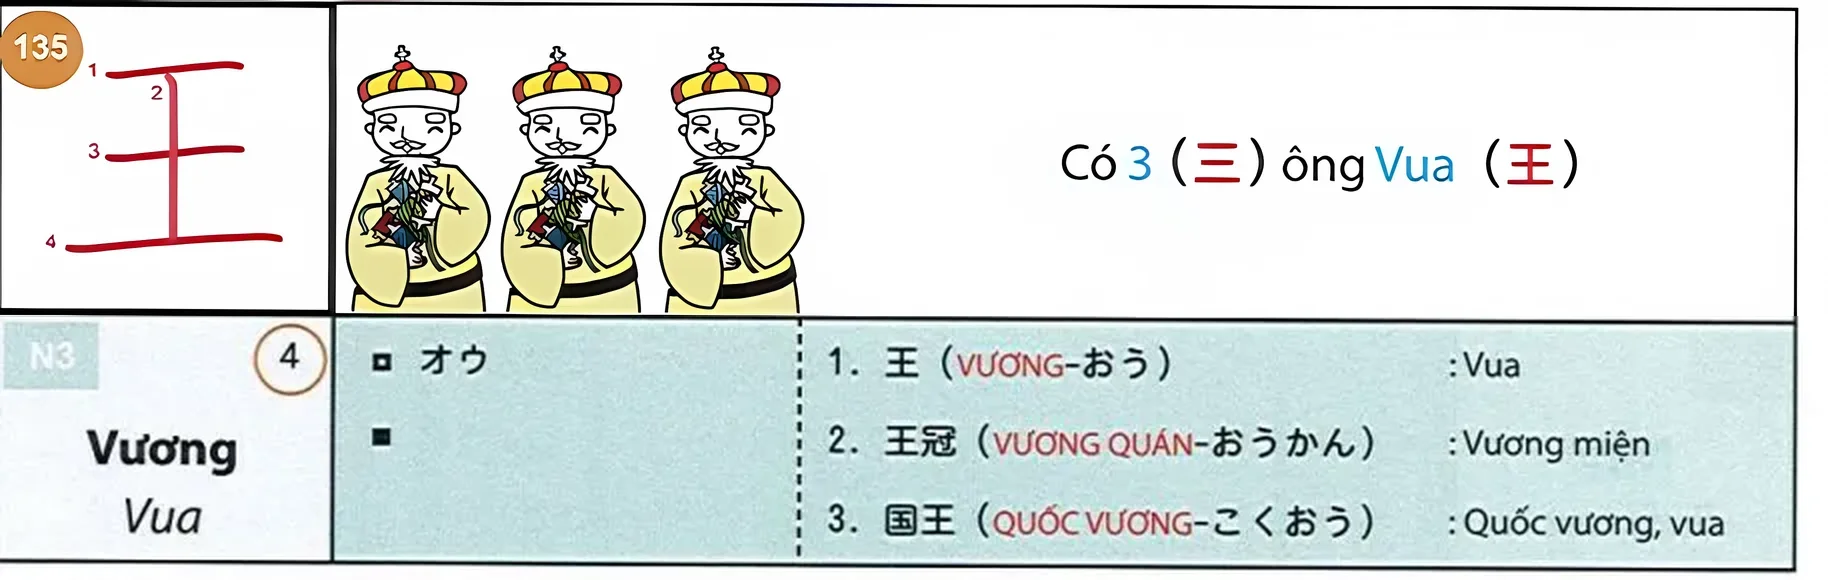 135
1
2
3
4
Có 3 (三) ông Vua (王)
N3
4
Vương
Vua
オウ
1. 王 (VƯƠNG-おう) : Vua
2. 王冠 (VƯƠNG QUÁN-おうかん) : Vương miện
3. 国王 (QUỐC VƯƠNG-こくおう) : Quốc vương, vua